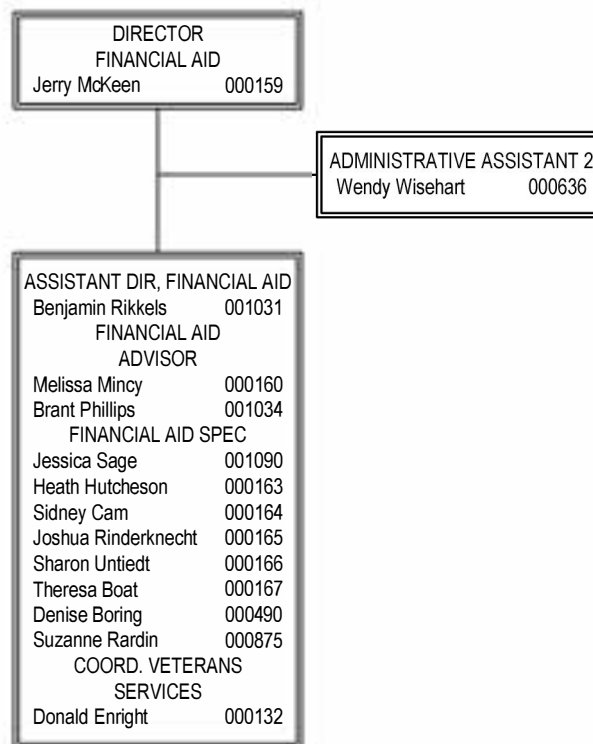 DIRECTOR
FINANCIAL AID
Jerry McKeen 000159
ADMINISTRATIVE ASSISTANT 2
Wendy Wisehart 000636
ASSISTANT DIR, FINANCIAL AID
Benjamin Rikkels 001031
FINANCIAL AID
ADVISOR
Melissa Mincy 000160
Brant Phillips 001034
FINANCIAL AID SPEC
Jessica Sage 001090
Heath Hutcheson 000163
Sidney Cam 000164
Joshua Rinderknecht 000165
Sharon Untiedt 000166
Theresa Boat 000167
Denise Boring 000490
Suzanne Rardin 000875
COORD. VETERANS
SERVICES
Donald Enright 000132